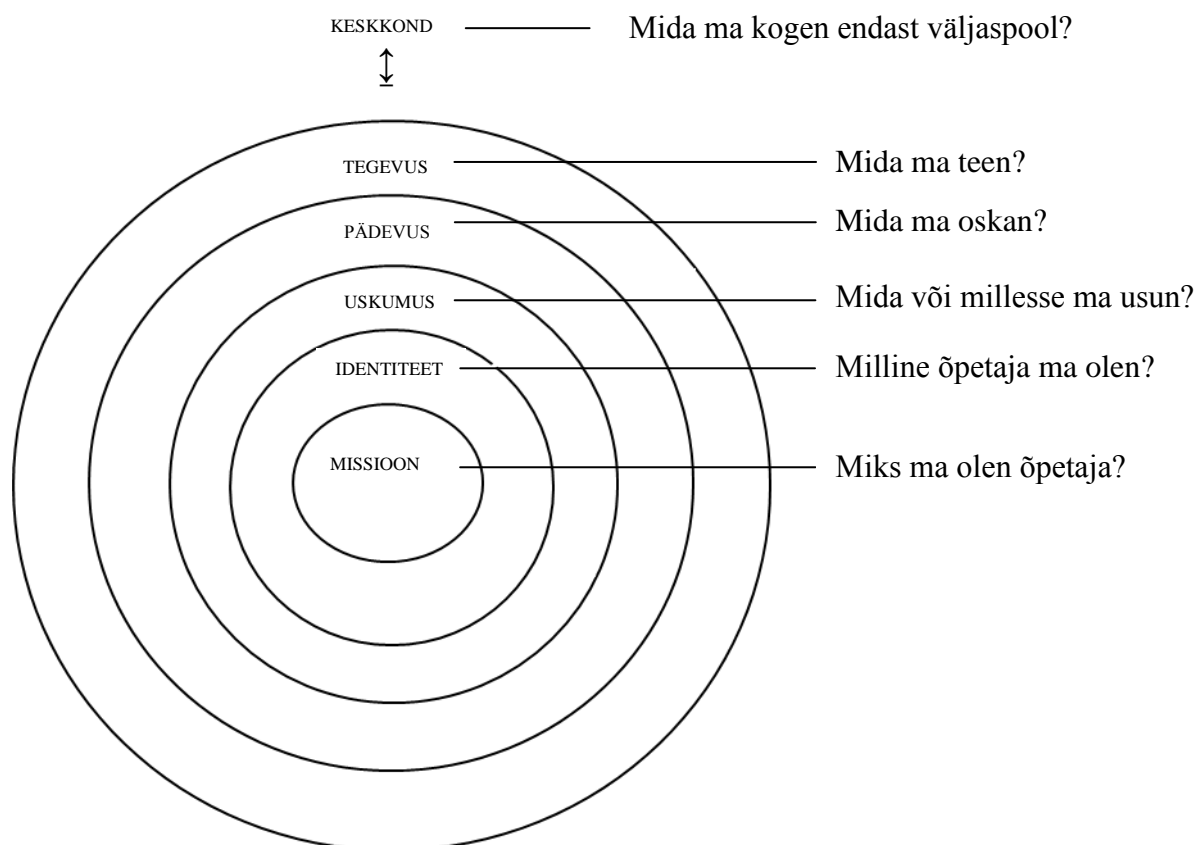 KESKKOND Mida ma kogen endast väljaspool?
TEGEVUS Mida ma teen?
PÄDEVUS Mida ma oskan?
USKUMUS Mida või millesse ma usun?
IDENTITEET Milline õpetaja ma olen?
MISSIOON Miks ma olen õpetaja?